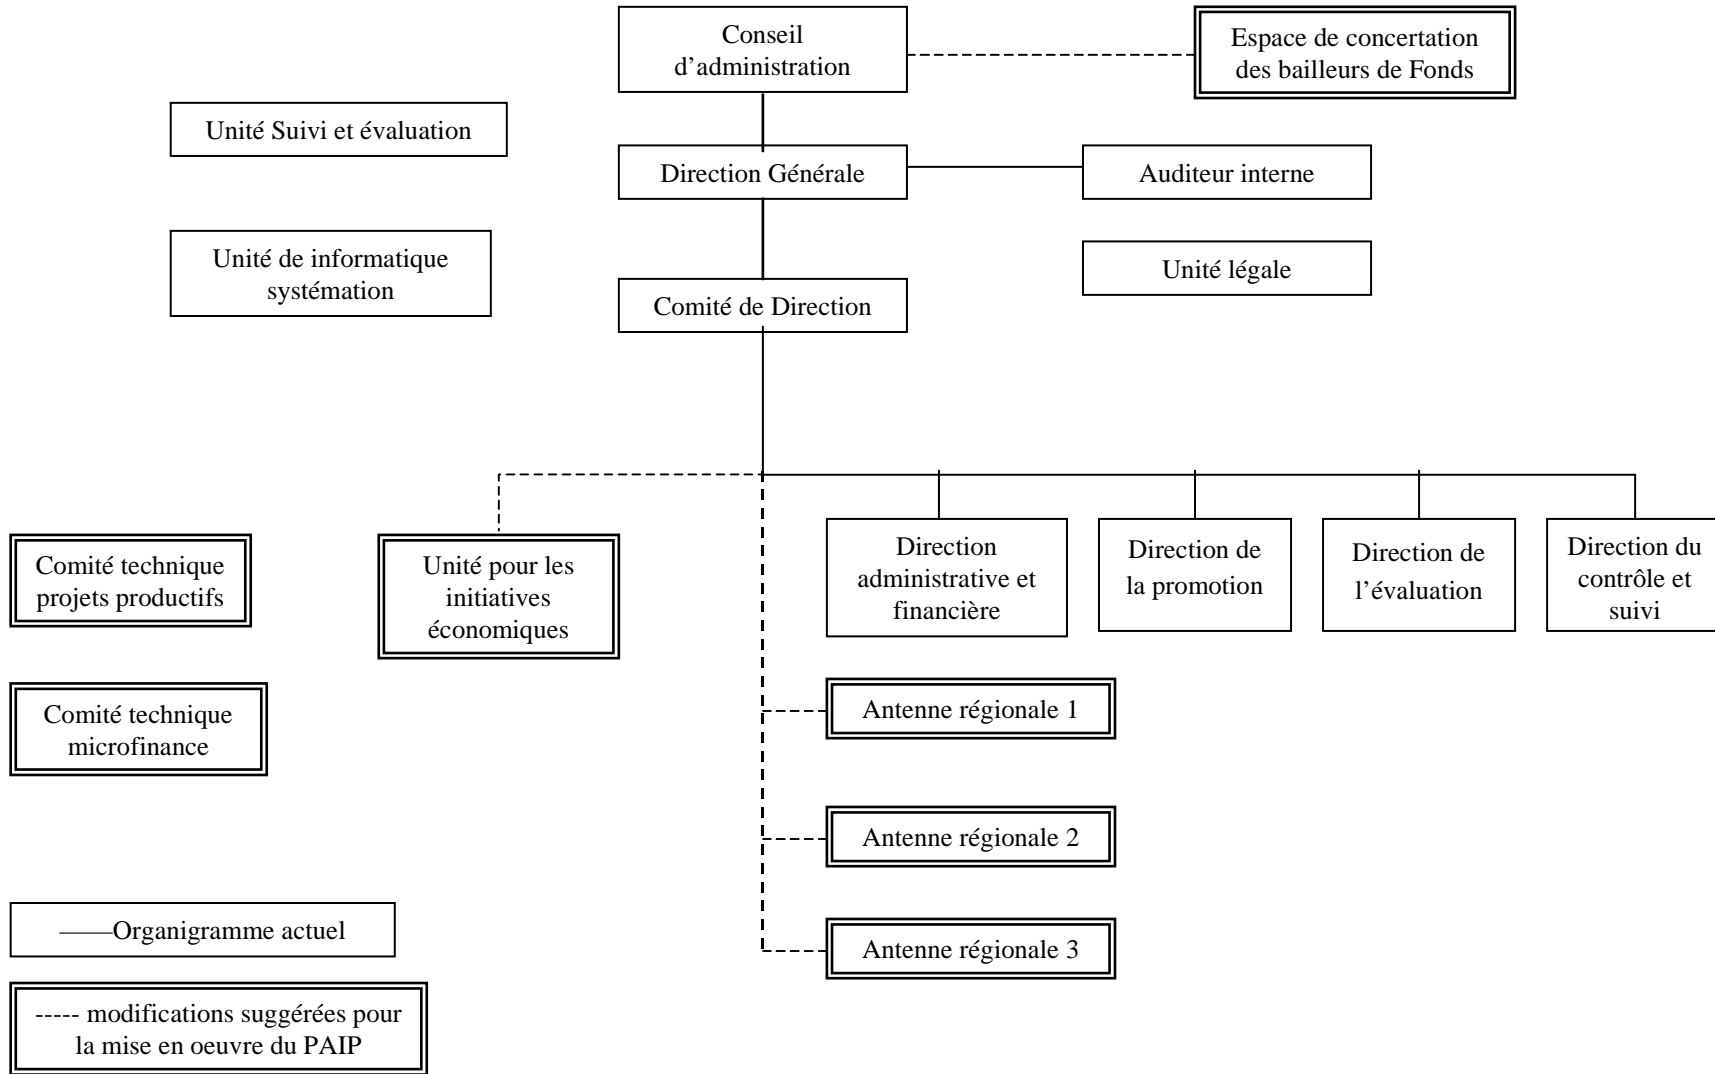 Conseil
d’administration
Espace de concertation
des bailleurs de Fonds
Unité Suivi et évaluation
Direction Générale
Auditeur interne
Unité de informatique
systémation
Unité légale
Comité de Direction
Comité technique
projets productifs
Unité pour les
initiatives
économiques
Direction
administrative et
financière
Direction de
la promotion
Direction de
l’évaluation
Direction du
contrôle et
suivi
Comité technique
microfinance
Antenne régionale 1
Antenne régionale 2
Antenne régionale 3
——Organigramme actuel
----- modifications suggérées pour
la mise en oeuvre du PAIP